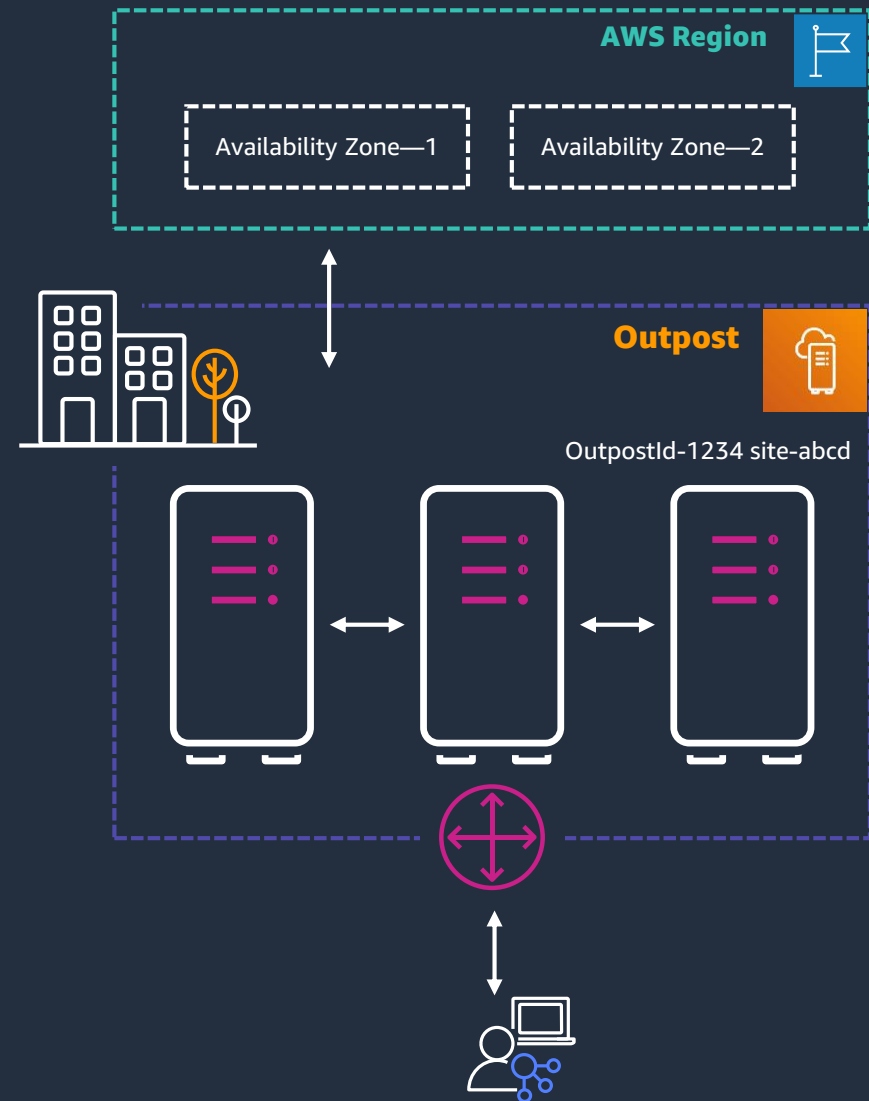 AWS Region
Availability Zone—1
Availability Zone—2
Outpost
OutpostId-1234 site-abcd